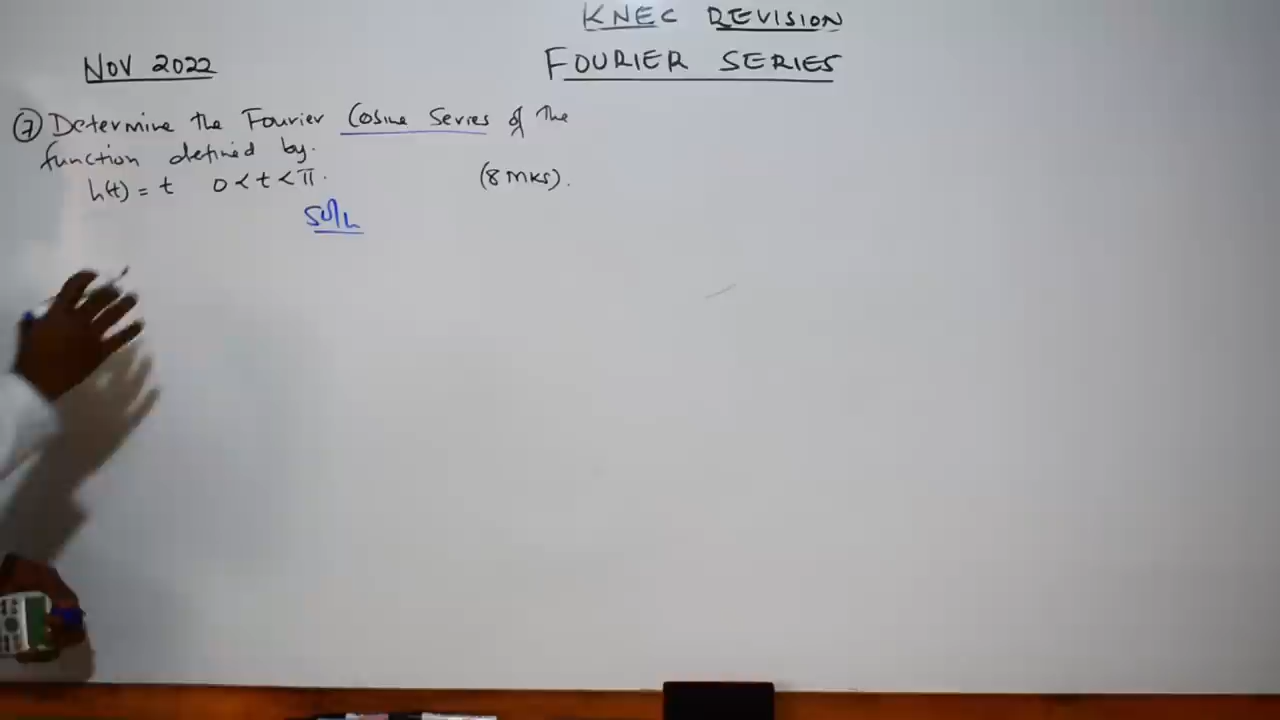 KNEC REVISION
FOURIER SERIES
NOV 2022
⑦ Determine the Fourier Cosine Series of the
function defined by.
h(t) = t 0 < t < π. (8 mks).
Soln